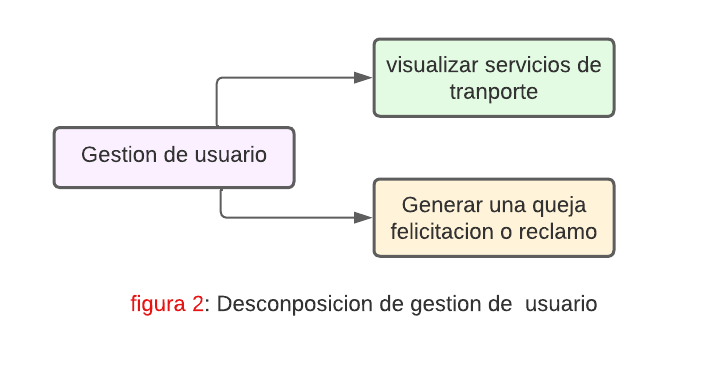 visualizar servicios de
tranporte
Gestion de usuario
Generar una queja
felicitacion o reclamo
figura 2: Desconposicion de gestion de  usuario